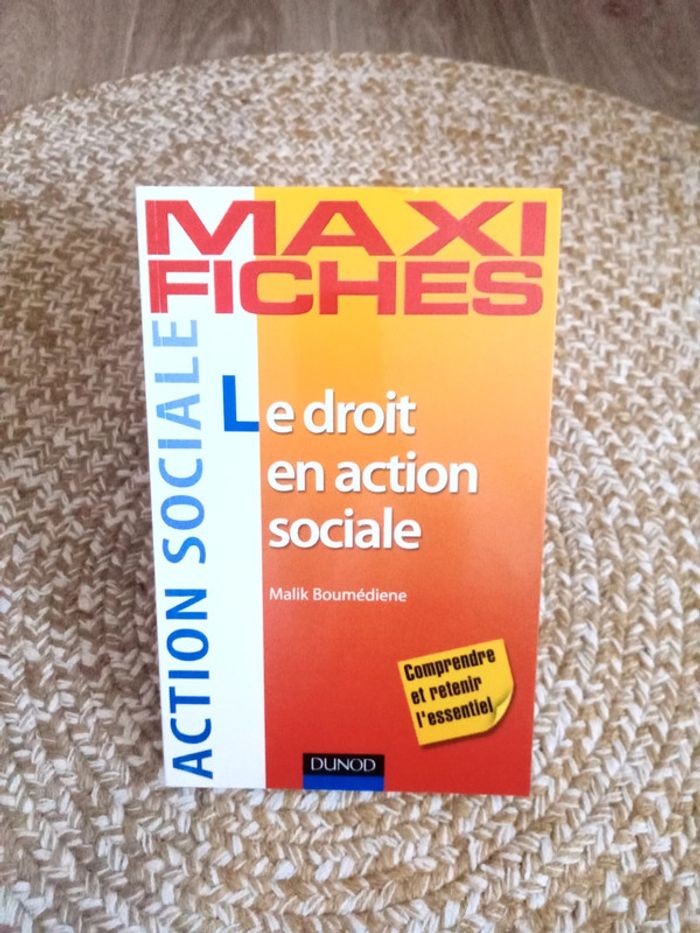 MAXI
FICHES
ACTION SOCIALE
Le droit
en action
sociale
Malik Boumédiene
Comprendre
et retenir
l'essentiel
DUNOD